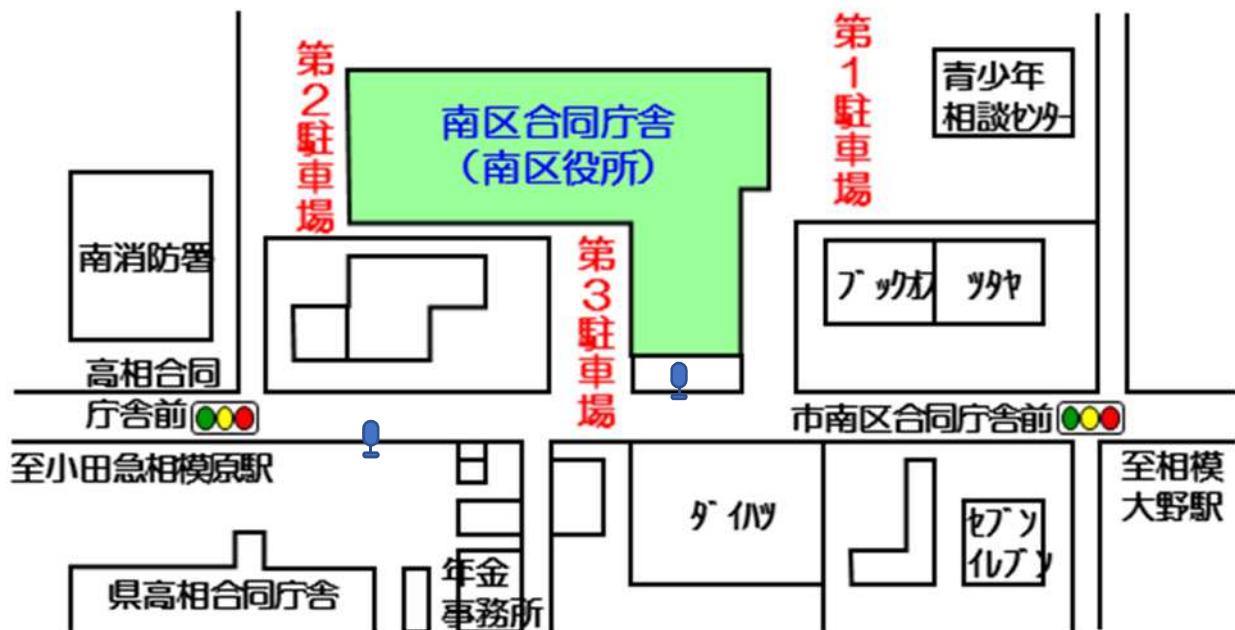 第2駐車場
第1駐車場
青少年
相談センター
南区合同庁舎
(南区役所)
南消防署
第3駐車場
ブックオフ
ツタヤ
高相合同
庁舎前
市南区合同庁舎前
至小田急相模原駅
至相模
大野駅
ダイハツ
セブン
イレブン
県高相合同庁舎
年金
事務所